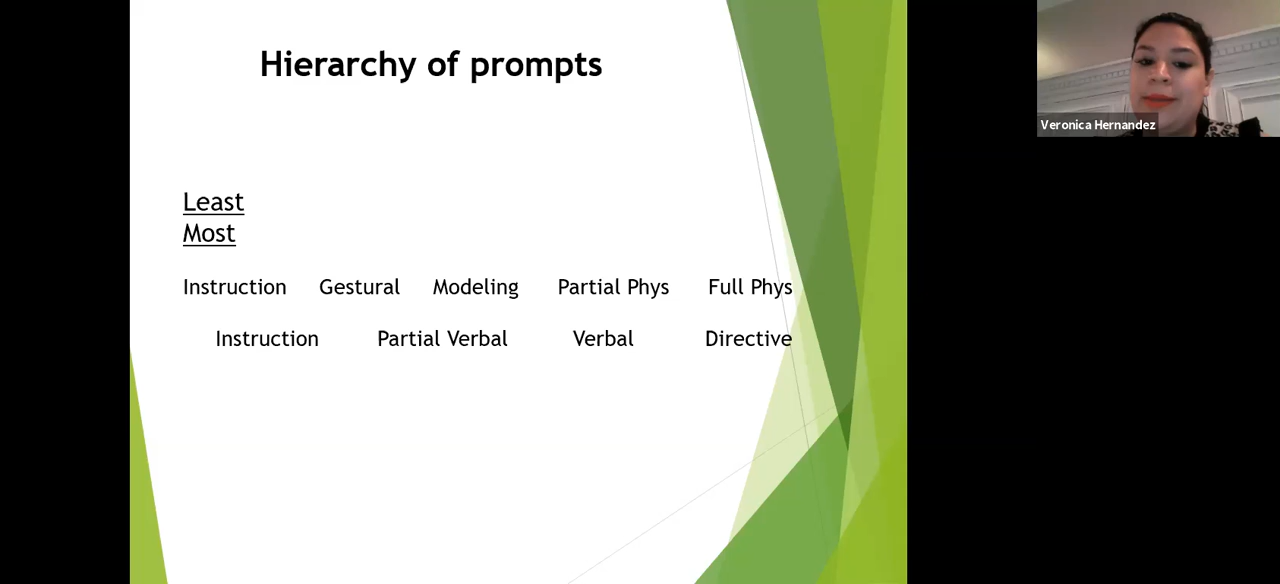 Hierarchy of prompts
Least
Most
Instruction Gestural Modeling Partial Phys Full Phys
Instruction Partial Verbal Verbal Directive
Veronica Hernandez